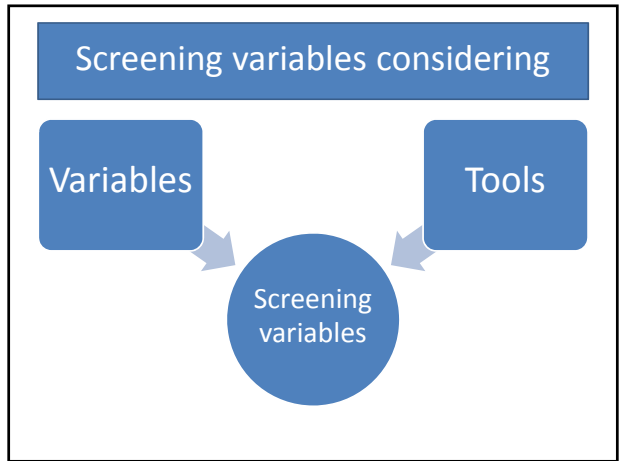 Screening variables considering
Variables
Tools
Screening
variables